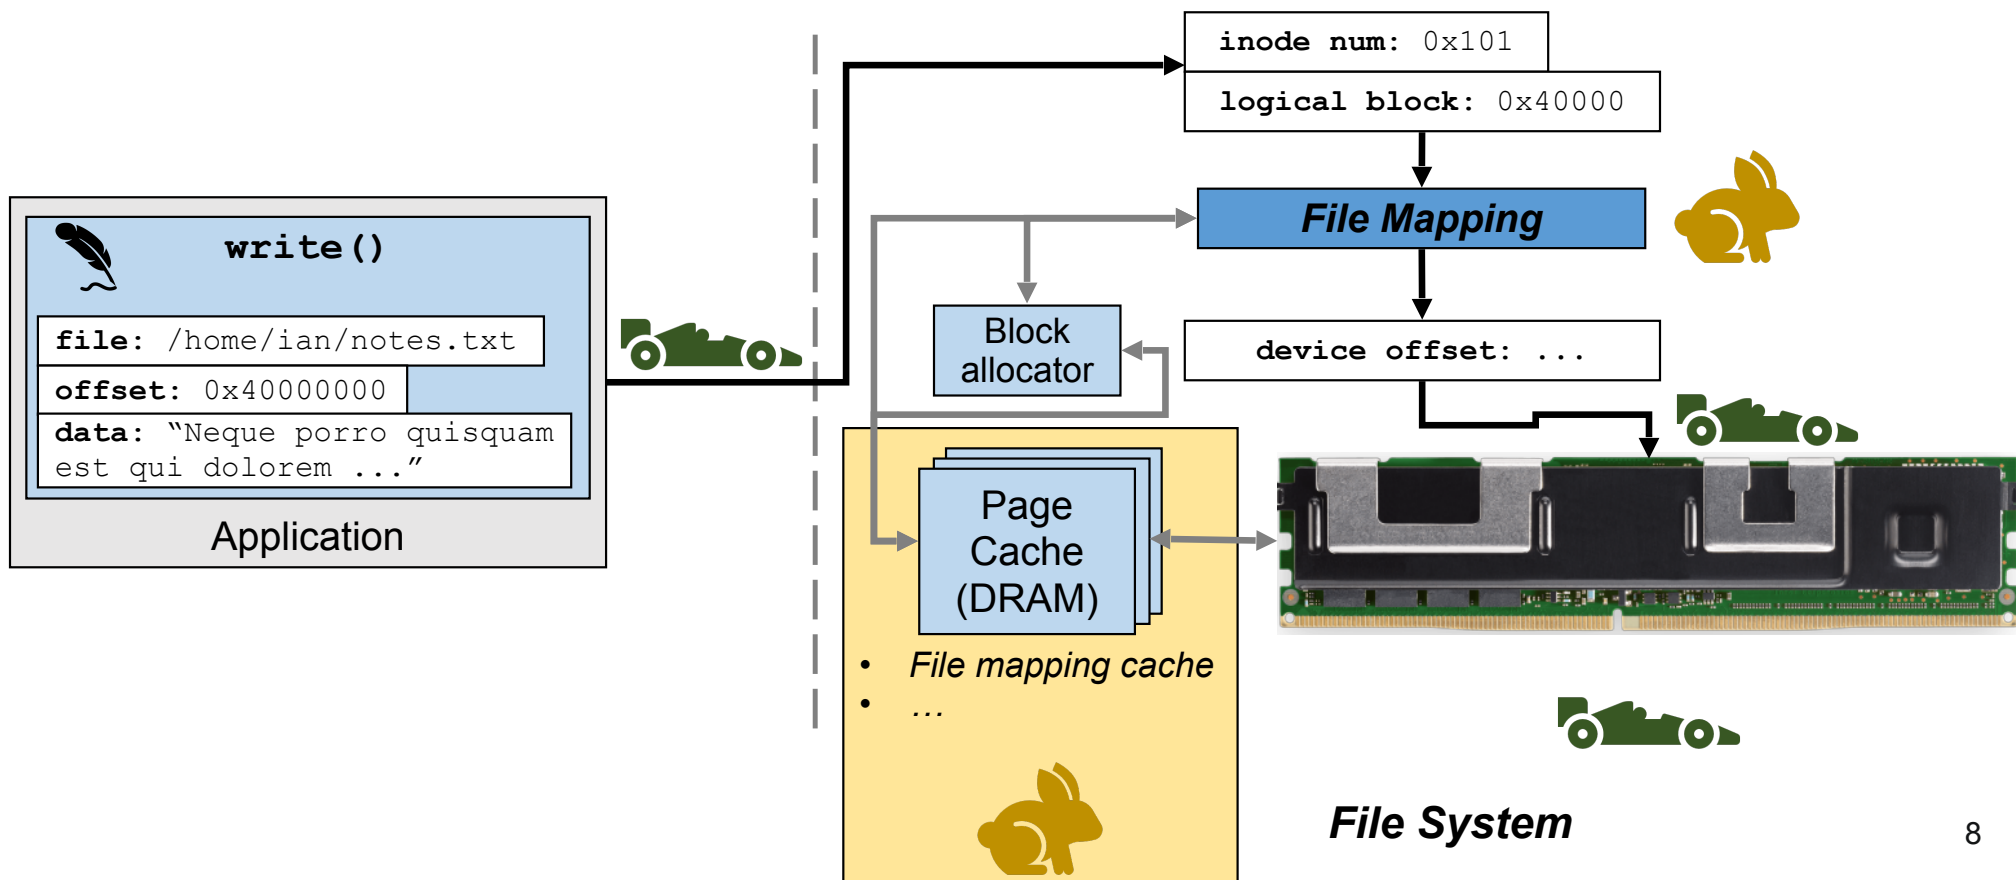 write()
file: /home/ian/notes.txt
offset: 0x40000000
data: “Neque porro quisquam
est qui dolorem ...”
Application
inode num: 0x101
logical block: 0x40000
File Mapping
Block
allocator
device offset: ...
Page
Cache
(DRAM)
• File mapping cache
• …
File System
8